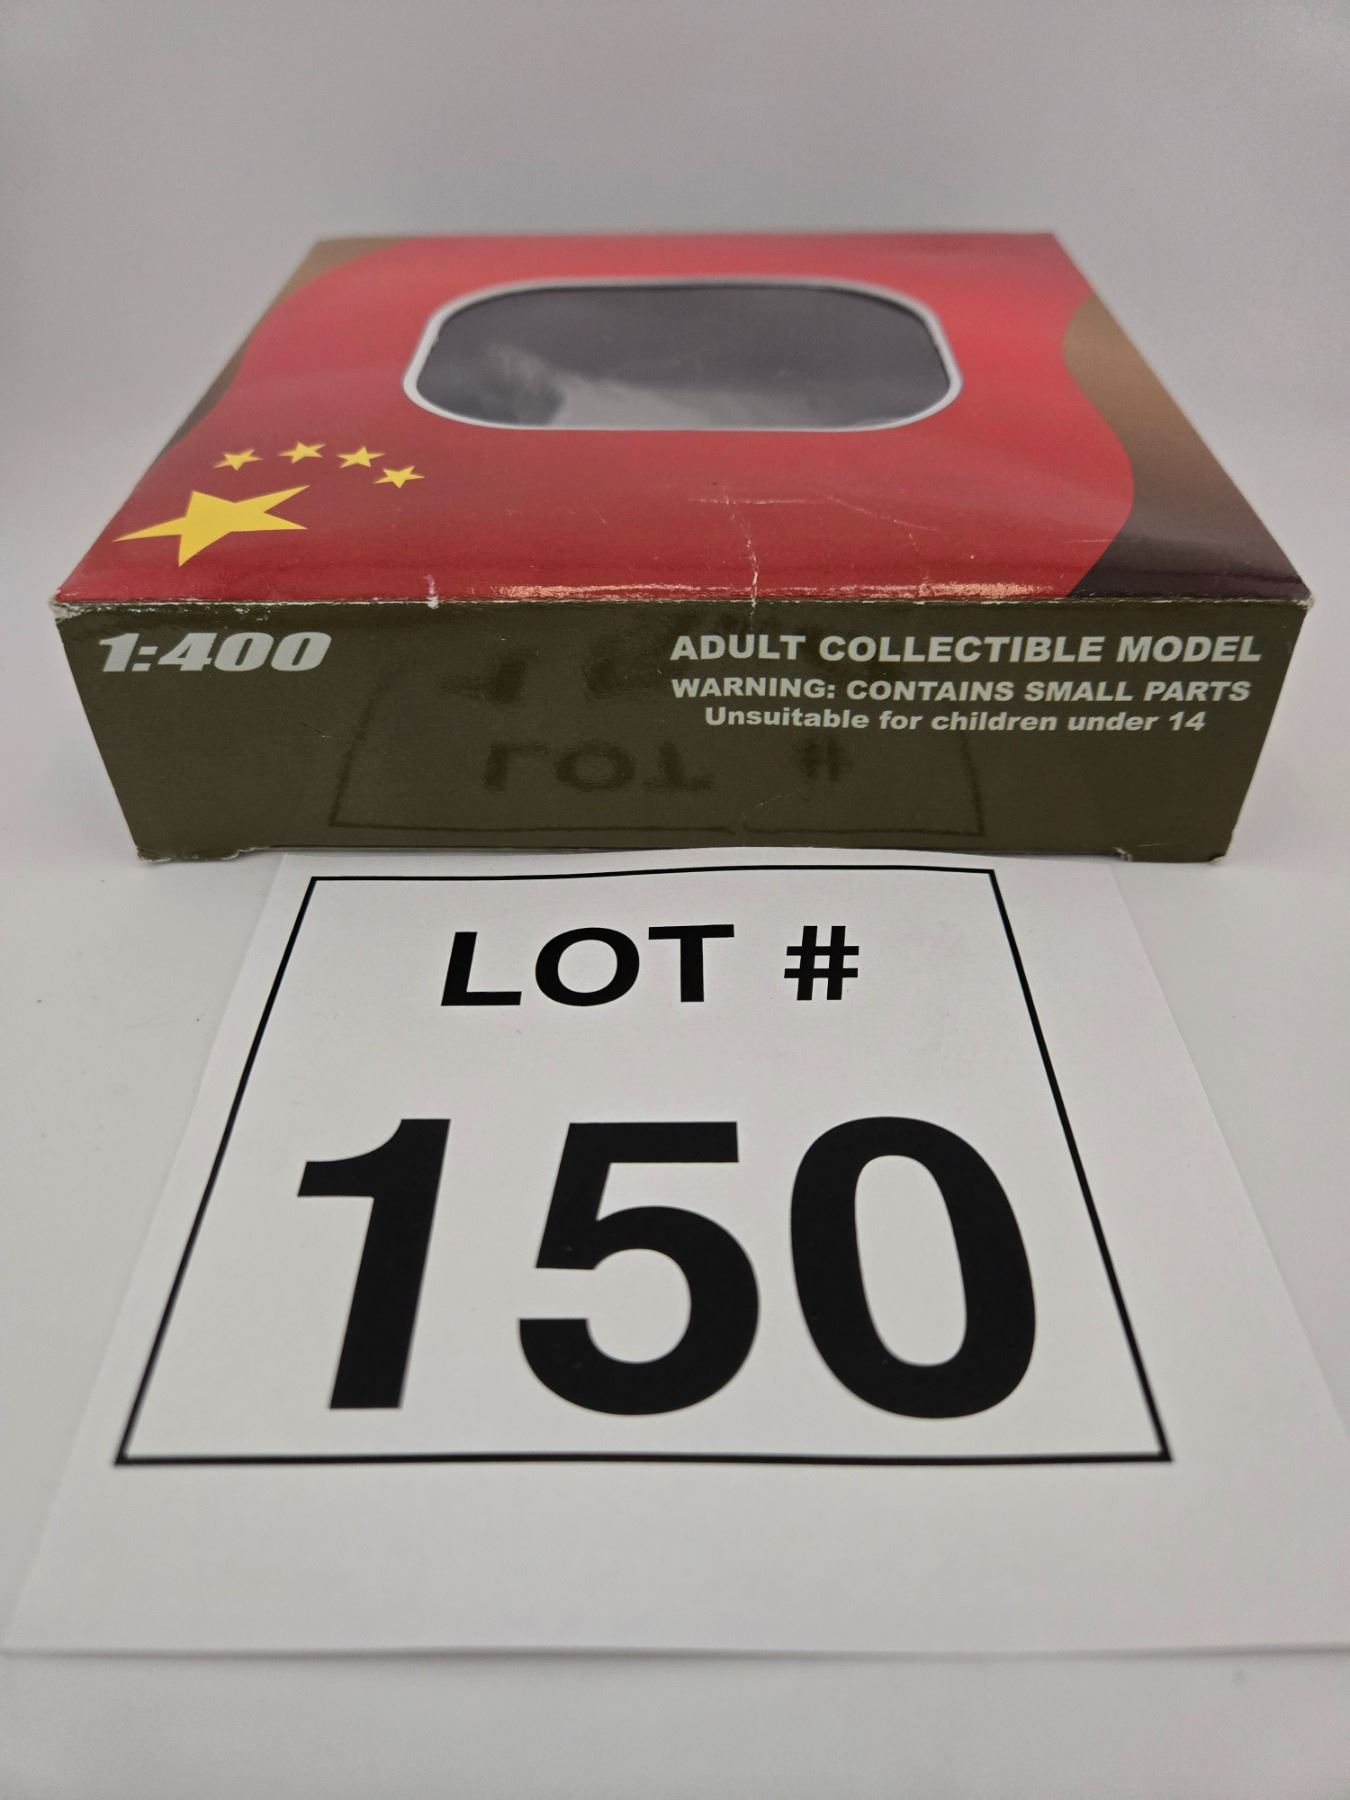 1:400
ADULT COLLECTIBLE MODEL
WARNING: CONTAINS SMALL PARTS
Unsuitable for children under 14
LOT #
150